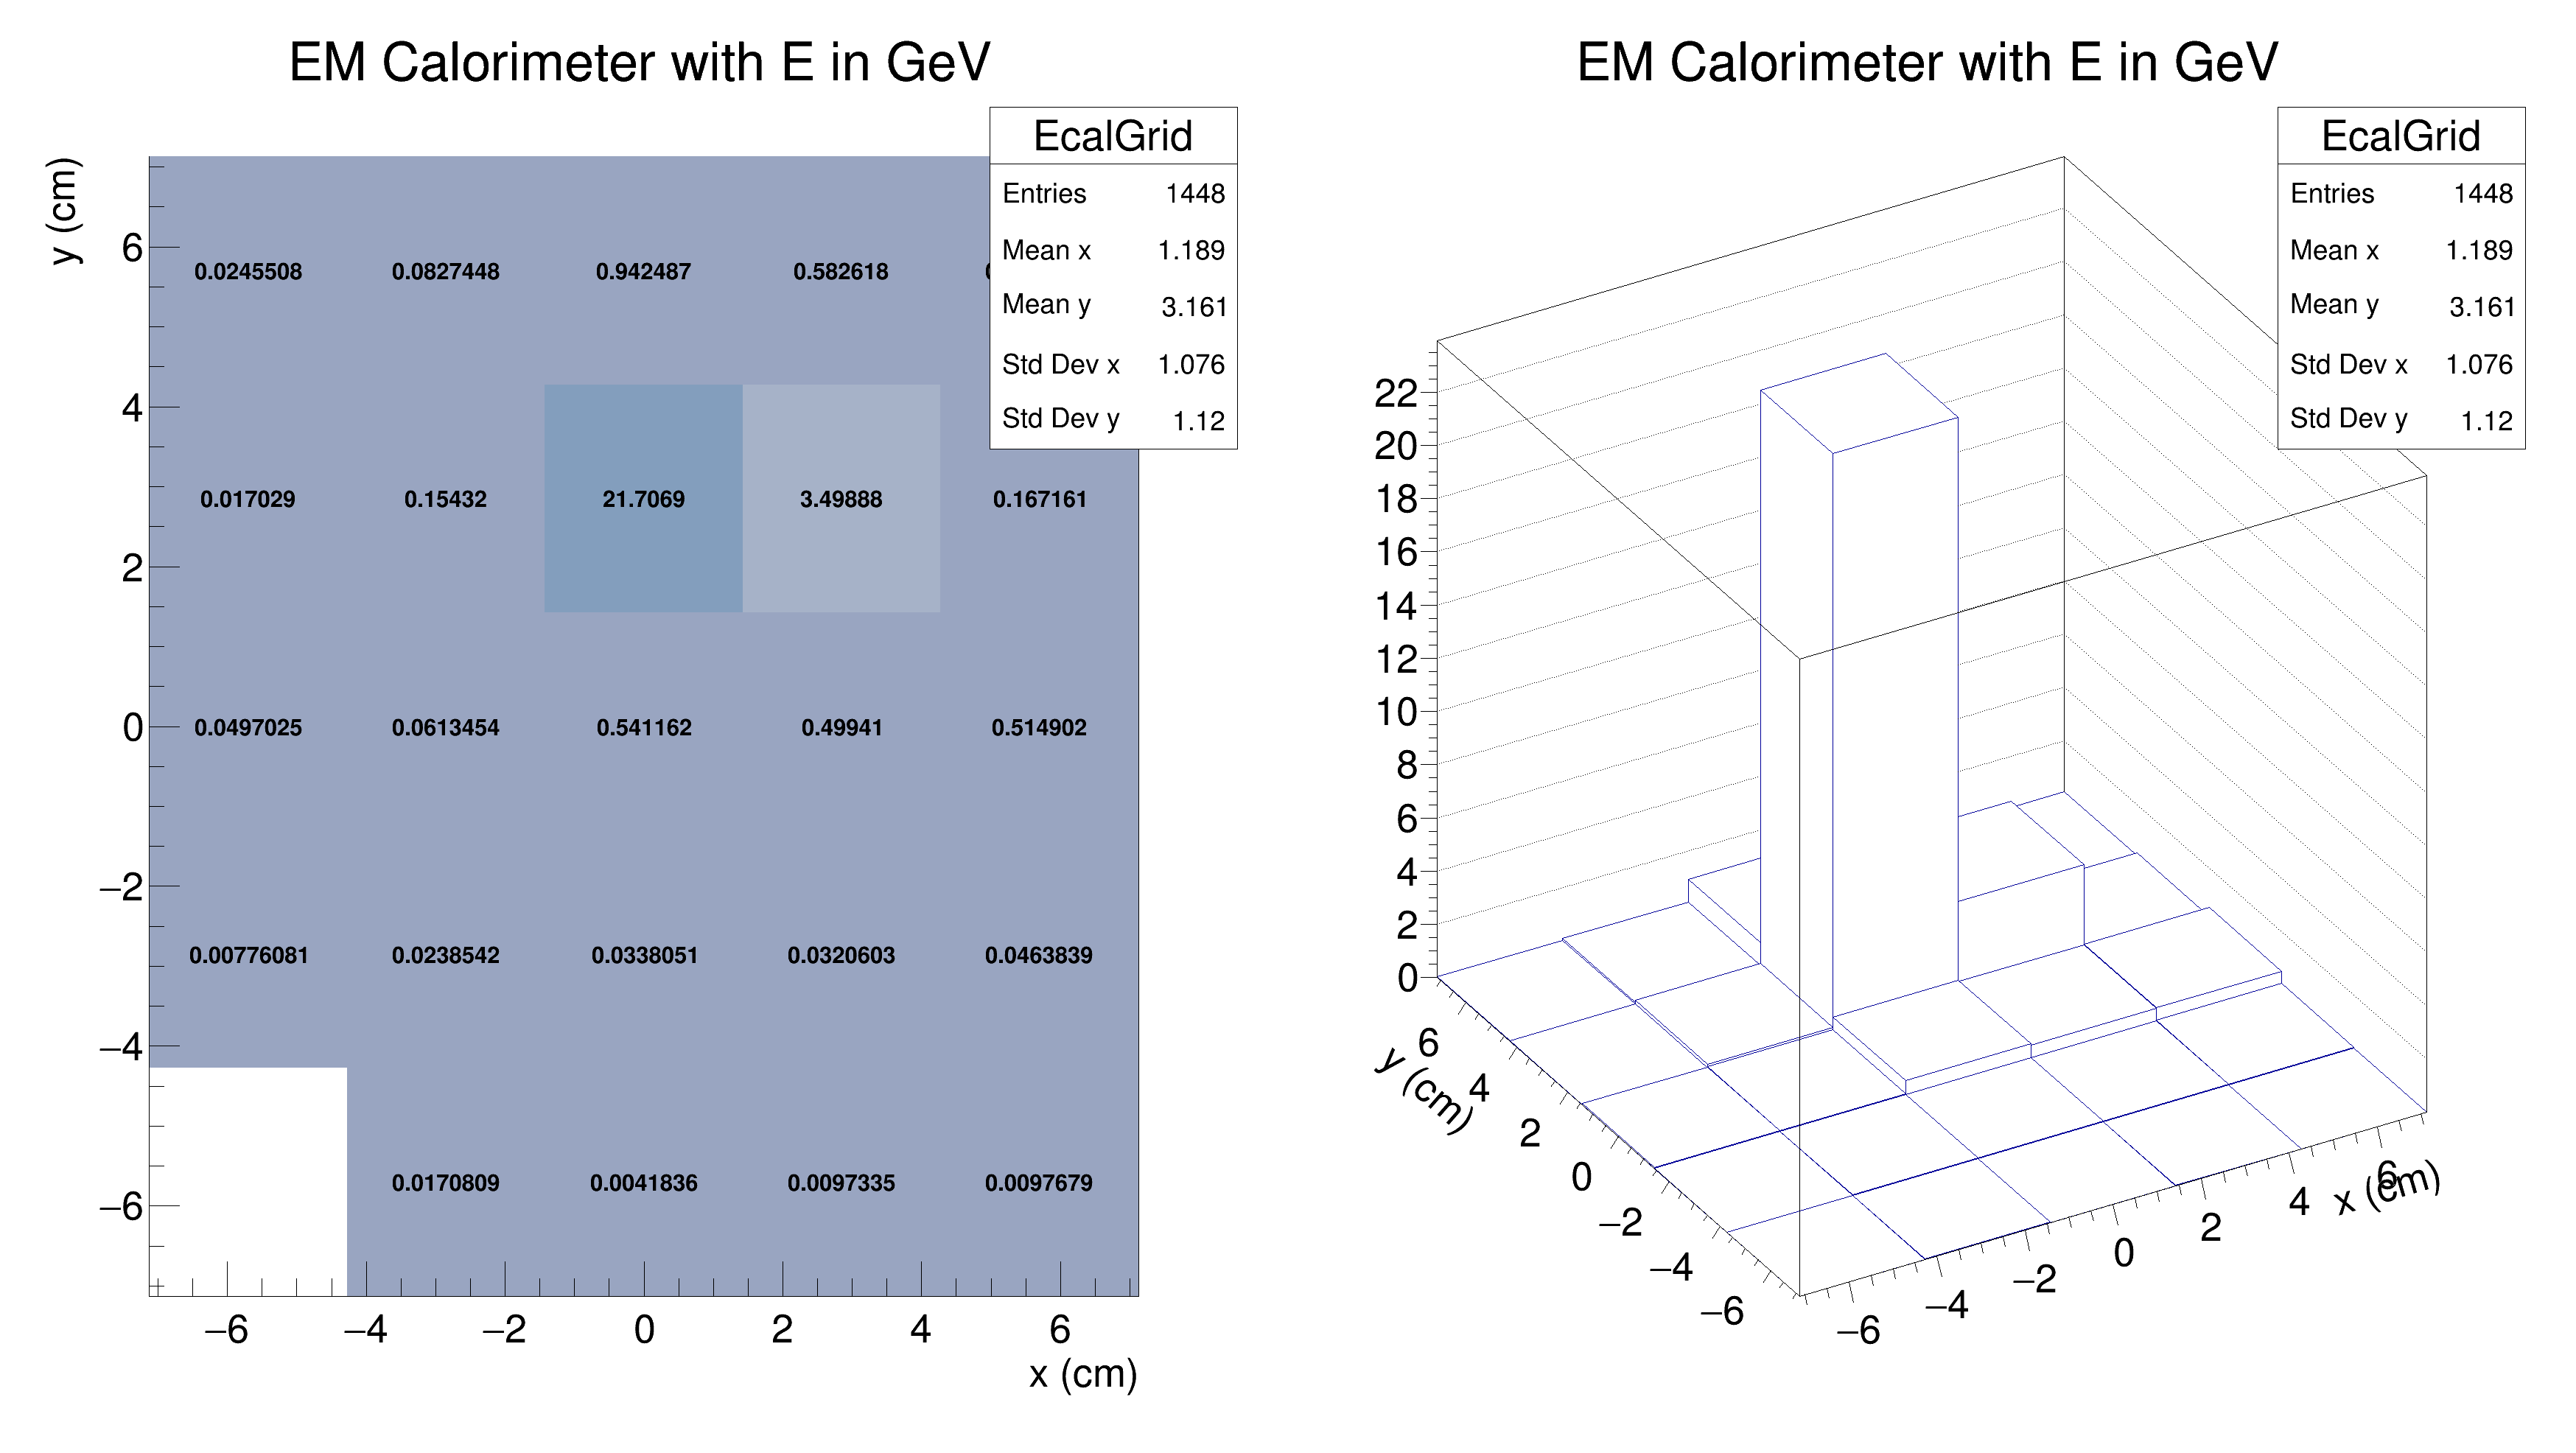 EM Calorimeter with E in GeV
EcalGrid
Entries 1448
Mean x 1.189
Mean y 3.161
Std Dev x 1.076
Std Dev y 1.12
y (cm)
6
4
2
0
−2
−4
−6
0.0245508 0.0827448 0.942487 0.582618
0.017029 0.15432 21.7069 3.49888 0.167161
0.0497025 0.0613454 0.541162 0.49941 0.514902
0.00776081 0.0238542 0.0338051 0.0320603 0.0463839
0.0170809 0.0041836 0.0097335 0.0097679
−6 −4 −2 0 2 4 6
x (cm)
EM Calorimeter with E in GeV
EcalGrid
Entries 1448
Mean x 1.189
Mean y 3.161
Std Dev x 1.076
Std Dev y 1.12
22
20
18
16
14
12
10
8
6
4
2
0
y (cm)
6
4
2
0
−2
−4
−6
−6 −4 −2 0 2 4 6
x (cm)